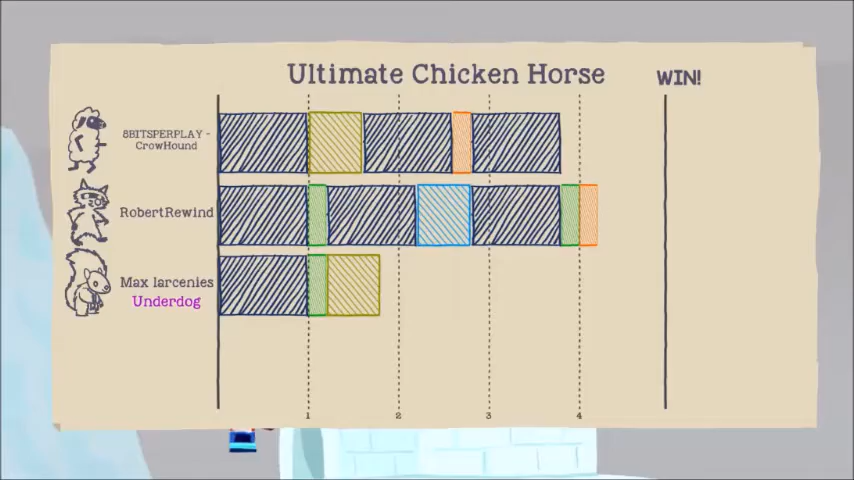 Ultimate Chicken Horse
WIN!
8BITSPERPLAY -
CrowHound
RobertRewind
Max larcenies
Underdog
1 2 3 4